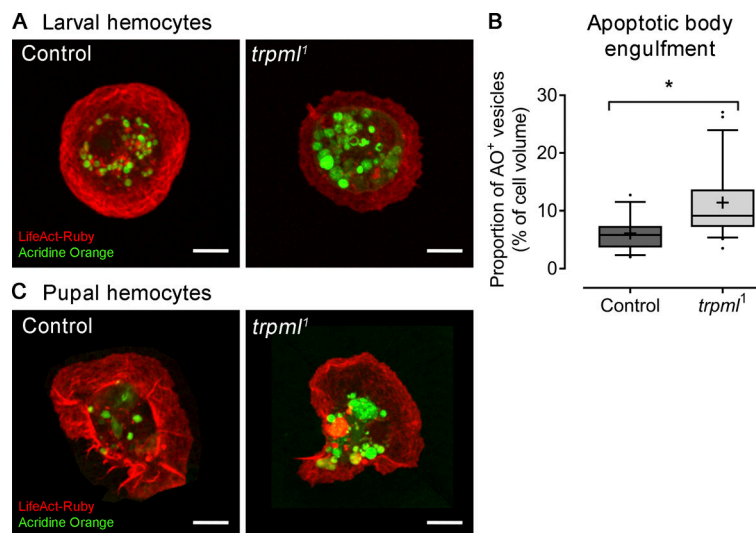 A Larval hemocytes
Control
trpml¹
LifeAct-Ruby
Acridine Orange
B Apoptotic body
engulfment
Proportion of AO⁺ vesicles
(% of cell volume)
30
20
10
0
*
Control
trpml¹
C Pupal hemocytes
Control
trpml¹
LifeAct-Ruby
Acridine Orange